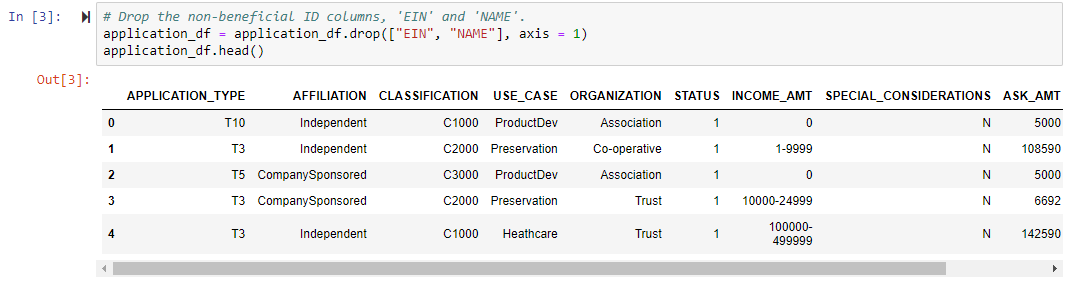 In [3]: # Drop the non-beneficial ID columns, 'EIN' and 'NAME'.
application_df = application_df.drop(["EIN", "NAME"], axis = 1)
application_df.head()
Out[3]:
APPLICATION_TYPE AFFILIATION CLASSIFICATION USE_CASE ORGANIZATION STATUS INCOME_AMT SPECIAL_CONSIDERATIONS ASK_AMT
0 T10 Independent C1000 ProductDev Association 1 0 N 5000
1 T3 Independent C2000 Preservation Co-operative 1 1-9999 N 108590
2 T5 CompanySponsored C3000 ProductDev Association 1 0 N 5000
3 T3 CompanySponsored C2000 Preservation Trust 1 10000-24999 N 6692
4 T3 Independent C1000 Heathcare Trust 1 100000-
499999 N 142590